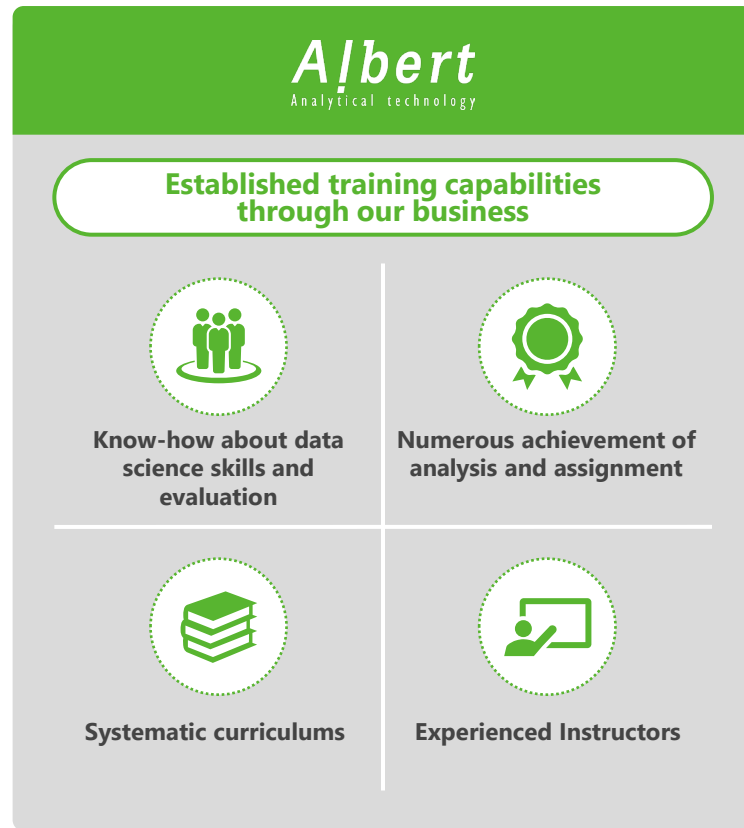 Albert
Analytical technology
Established training capabilities
through our business
Know-how about data
science skills and
evaluation
Numerous achievement of
analysis and assignment
Systematic curriculums
Experienced Instructors